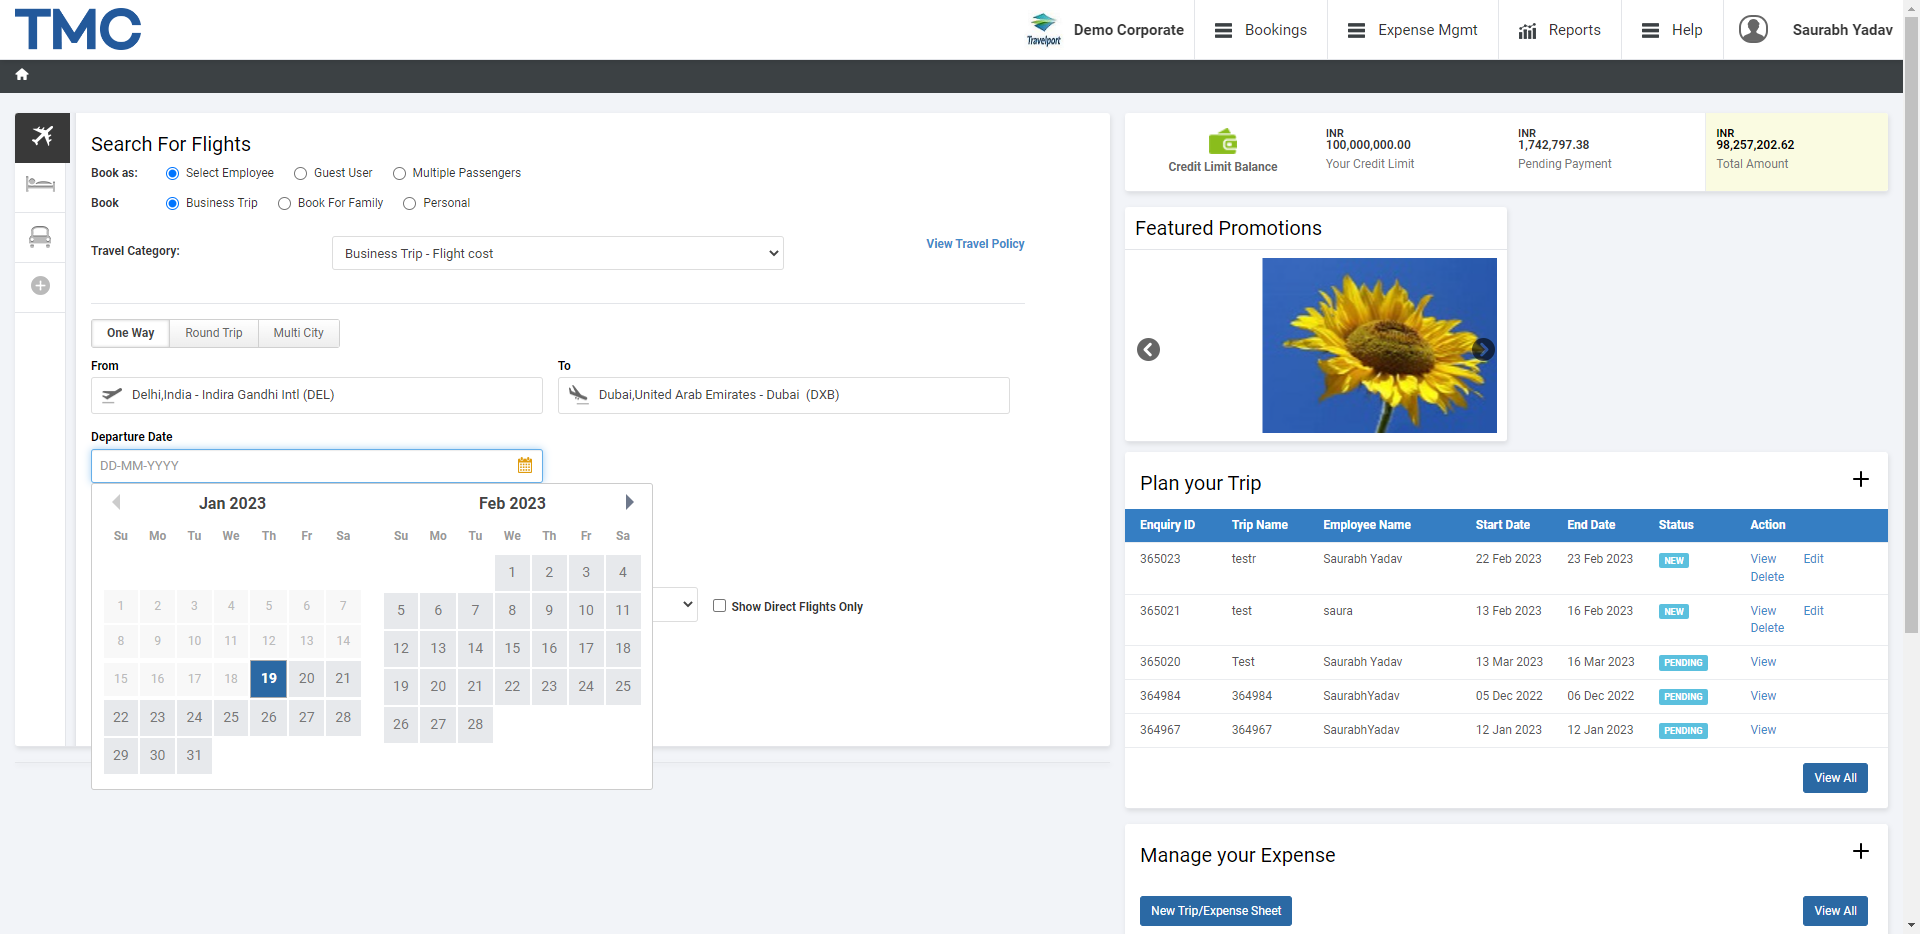 TMC
Travelport
Demo Corporate
Bookings
Expense Mgmt
Reports
Help
Saurabh Yadav
Search For Flights
Book as: Select Employee Guest User Multiple Passengers
Book Business Trip Book For Family Personal
Travel Category: Business Trip - Flight cost View Travel Policy
One Way Round Trip Multi City
From To
Delhi,India - Indira Gandhi Intl (DEL) Dubai,United Arab Emirates - Dubai (DXB)
Departure Date
DD-MM-YYYY
Jan 2023
Su Mo Tu We Th Fr Sa
1 2 3 4 5 6 7
8 9 10 11 12 13 14
15 16 17 18 19 20 21
22 23 24 25 26 27 28
29 30 31
Feb 2023
Su Mo Tu We Th Fr Sa
1 2 3 4
5 6 7 8 9 10 11
12 13 14 15 16 17 18
19 20 21 22 23 24 25
26 27 28
Show Direct Flights Only
Credit Limit Balance
INR
100,000,000.00
Your Credit Limit
INR
1,742,797.38
Pending Payment
INR
98,257,202.62
Total Amount
Featured Promotions
Plan your Trip
Enquiry ID Trip Name Employee Name Start Date End Date Status Action
365023 testr Saurabh Yadav 22 Feb 2023 23 Feb 2023 NEW View Edit
Delete
365021 test saura 13 Feb 2023 16 Feb 2023 NEW View Edit
Delete
365020 Test Saurabh Yadav 13 Mar 2023 16 Mar 2023 PENDING View
364984 364984 SaurabhYadav 05 Dec 2022 06 Dec 2022 PENDING View
364967 364967 SaurabhYadav 12 Jan 2023 12 Jan 2023 PENDING View
View All
Manage your Expense
New Trip/Expense Sheet View All